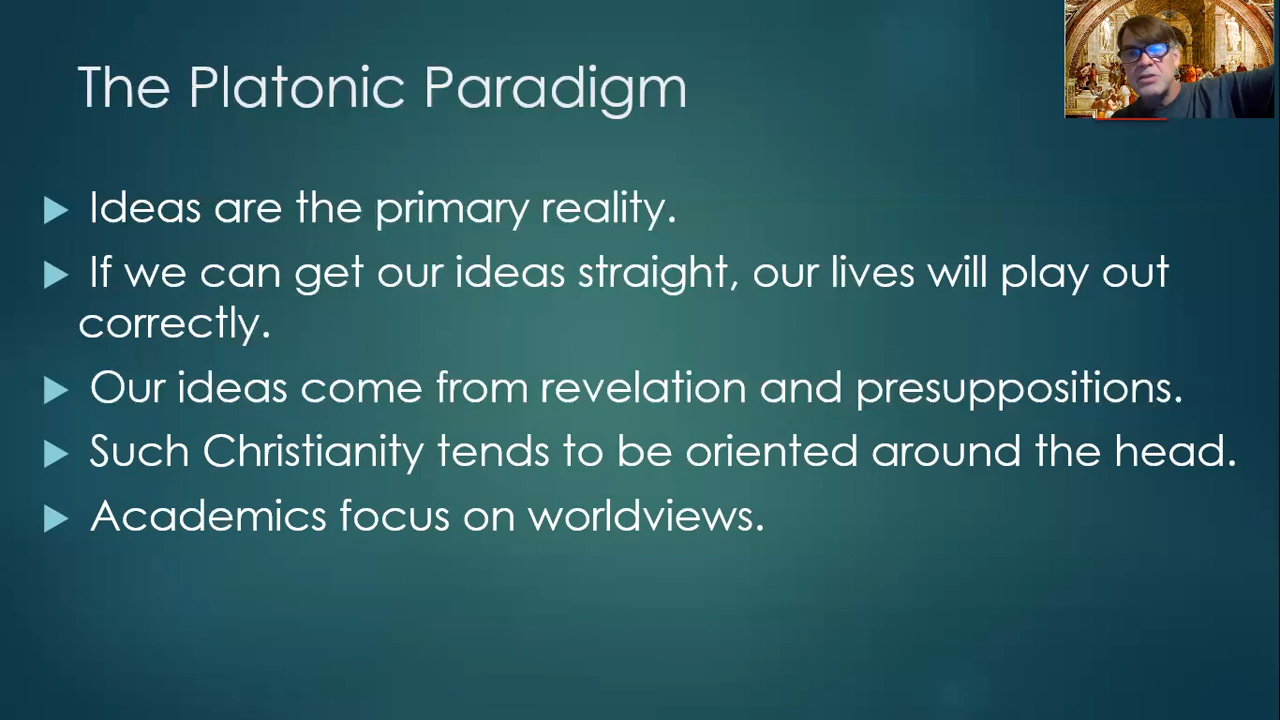 The Platonic Paradigm
Ideas are the primary reality.
If we can get our ideas straight, our lives will play out
correctly.
Our ideas come from revelation and presuppositions.
Such Christianity tends to be oriented around the head.
Academics focus on worldviews.